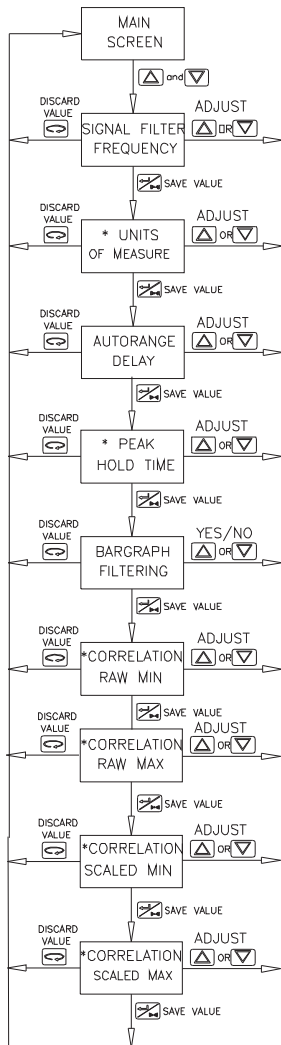 MAIN
SCREEN
and
DISCARD
VALUE
SIGNAL FILTER
FREQUENCY
ADJUST
OR
SAVE VALUE
DISCARD
VALUE
* UNITS
OF MEASURE
ADJUST
OR
SAVE VALUE
DISCARD
VALUE
AUTORANGE
DELAY
ADJUST
OR
SAVE VALUE
DISCARD
VALUE
* PEAK
HOLD TIME
ADJUST
OR
SAVE VALUE
DISCARD
VALUE
BARGRAPH
FILTERING
YES/NO
OR
SAVE VALUE
DISCARD
VALUE
*CORRELATION
RAW MIN
ADJUST
OR
SAVE VALUE
DISCARD
VALUE
*CORRELATION
RAW MAX
ADJUST
OR
SAVE VALUE
DISCARD
VALUE
*CORRELATION
SCALED MIN
ADJUST
OR
SAVE VALUE
DISCARD
VALUE
*CORRELATION
SCALED MAX
ADJUST
OR
SAVE VALUE